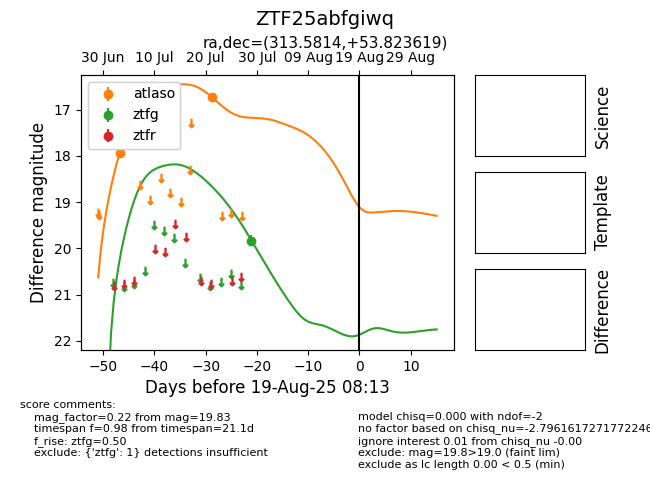 ZTF25abfgiwq
ra,dec=(313.5814,+53.823619)
30 Jun 10 Jul 20 Jul 30 Jul 09 Aug 19 Aug 29 Aug
atlaso
ztfg
ztfr
17
18
19
20
21
22
Difference magnitude
−50 −40 −30 −20 −10 0 10
Days before 19-Aug-25 08:13
Science
Template
Difference
score comments:
mag_factor=0.22 from mag=19.83
timespan f=0.98 from timespan=21.1d
f_rise: ztfg=0.50
exclude: {'ztfg': 1} detections insufficient
model chisq=0.000 with ndof=-2
no factor based on chisq_nu=-2.7961617271772246
ignore interest 0.01 from chisq_nu -0.00
exclude: mag=19.8>19.0 (faint lim)
exclude as lc length 0.00 < 0.5 (min)